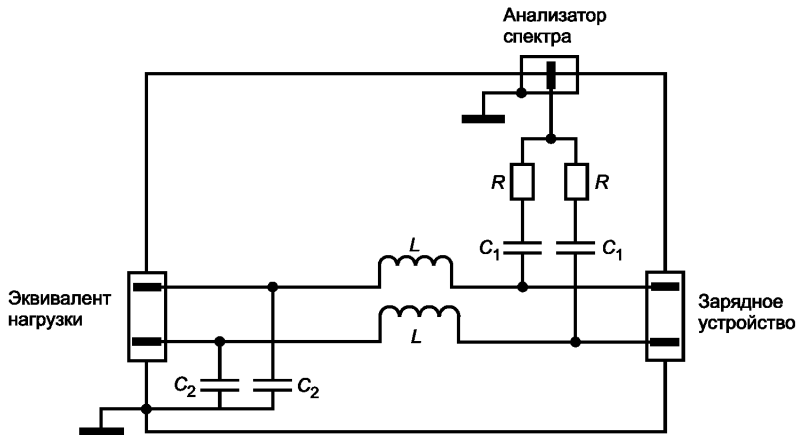 Анализатор
спектра
R
R
C1
C1
L
Эквивалент
нагрузки
Зарядное
устройство
L
C2
C2